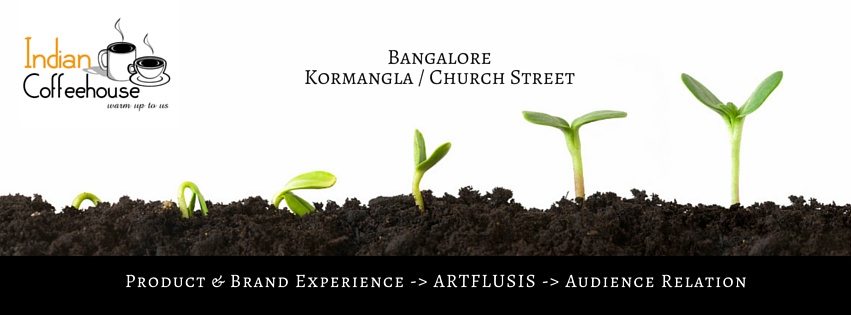 Indian
Coffeehouse
warm up to us
Bangalore
Kormangla / Church Street
Product & Brand Experience -> ARTFLUSIS -> Audience Relation